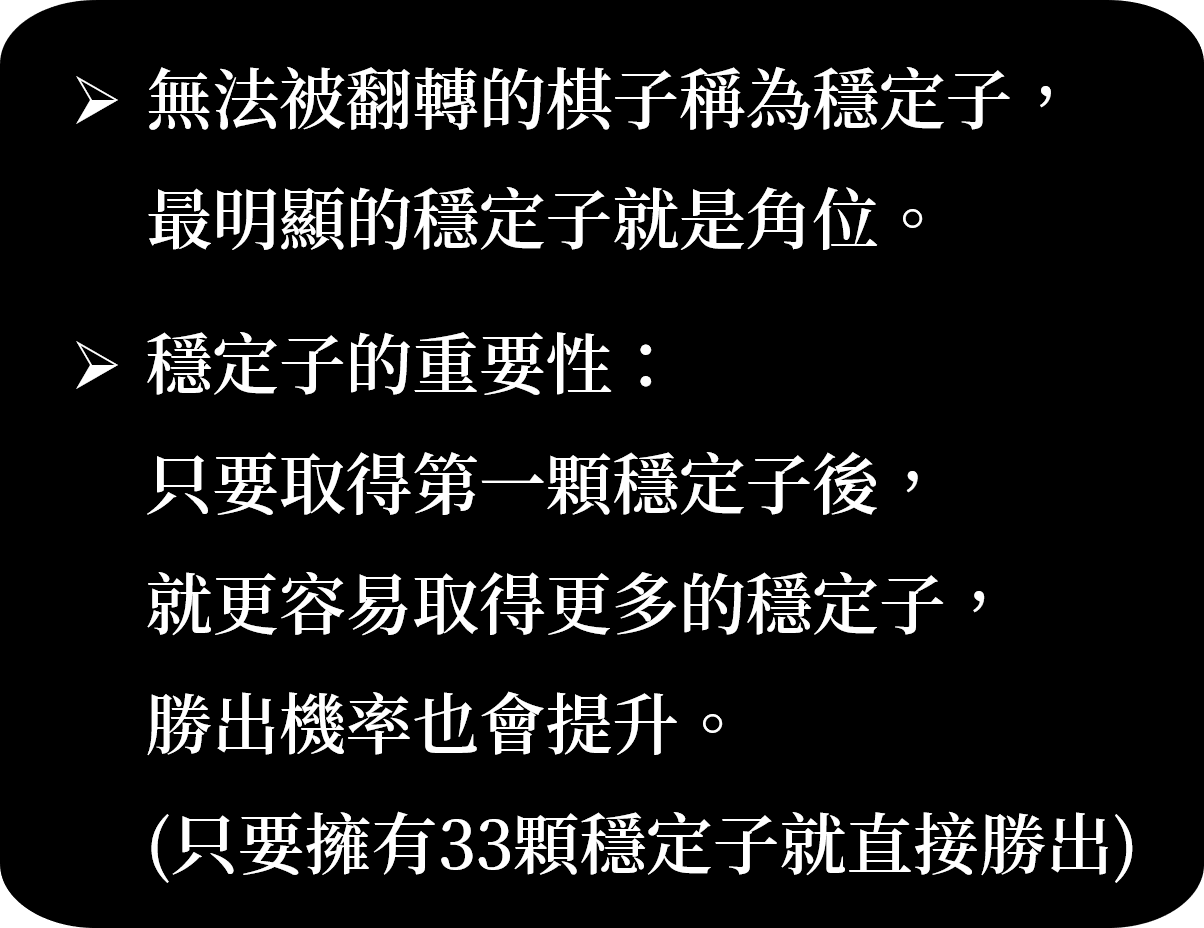 ➢ 無法被翻轉的棋子稱為穩定子，
最明顯的穩定子就是角位。
➢ 穩定子的重要性：
只要取得第一顆穩定子後，
就更容易取得更多的穩定子，
勝出機率也會提升。
(只要擁有33顆穩定子就直接勝出)